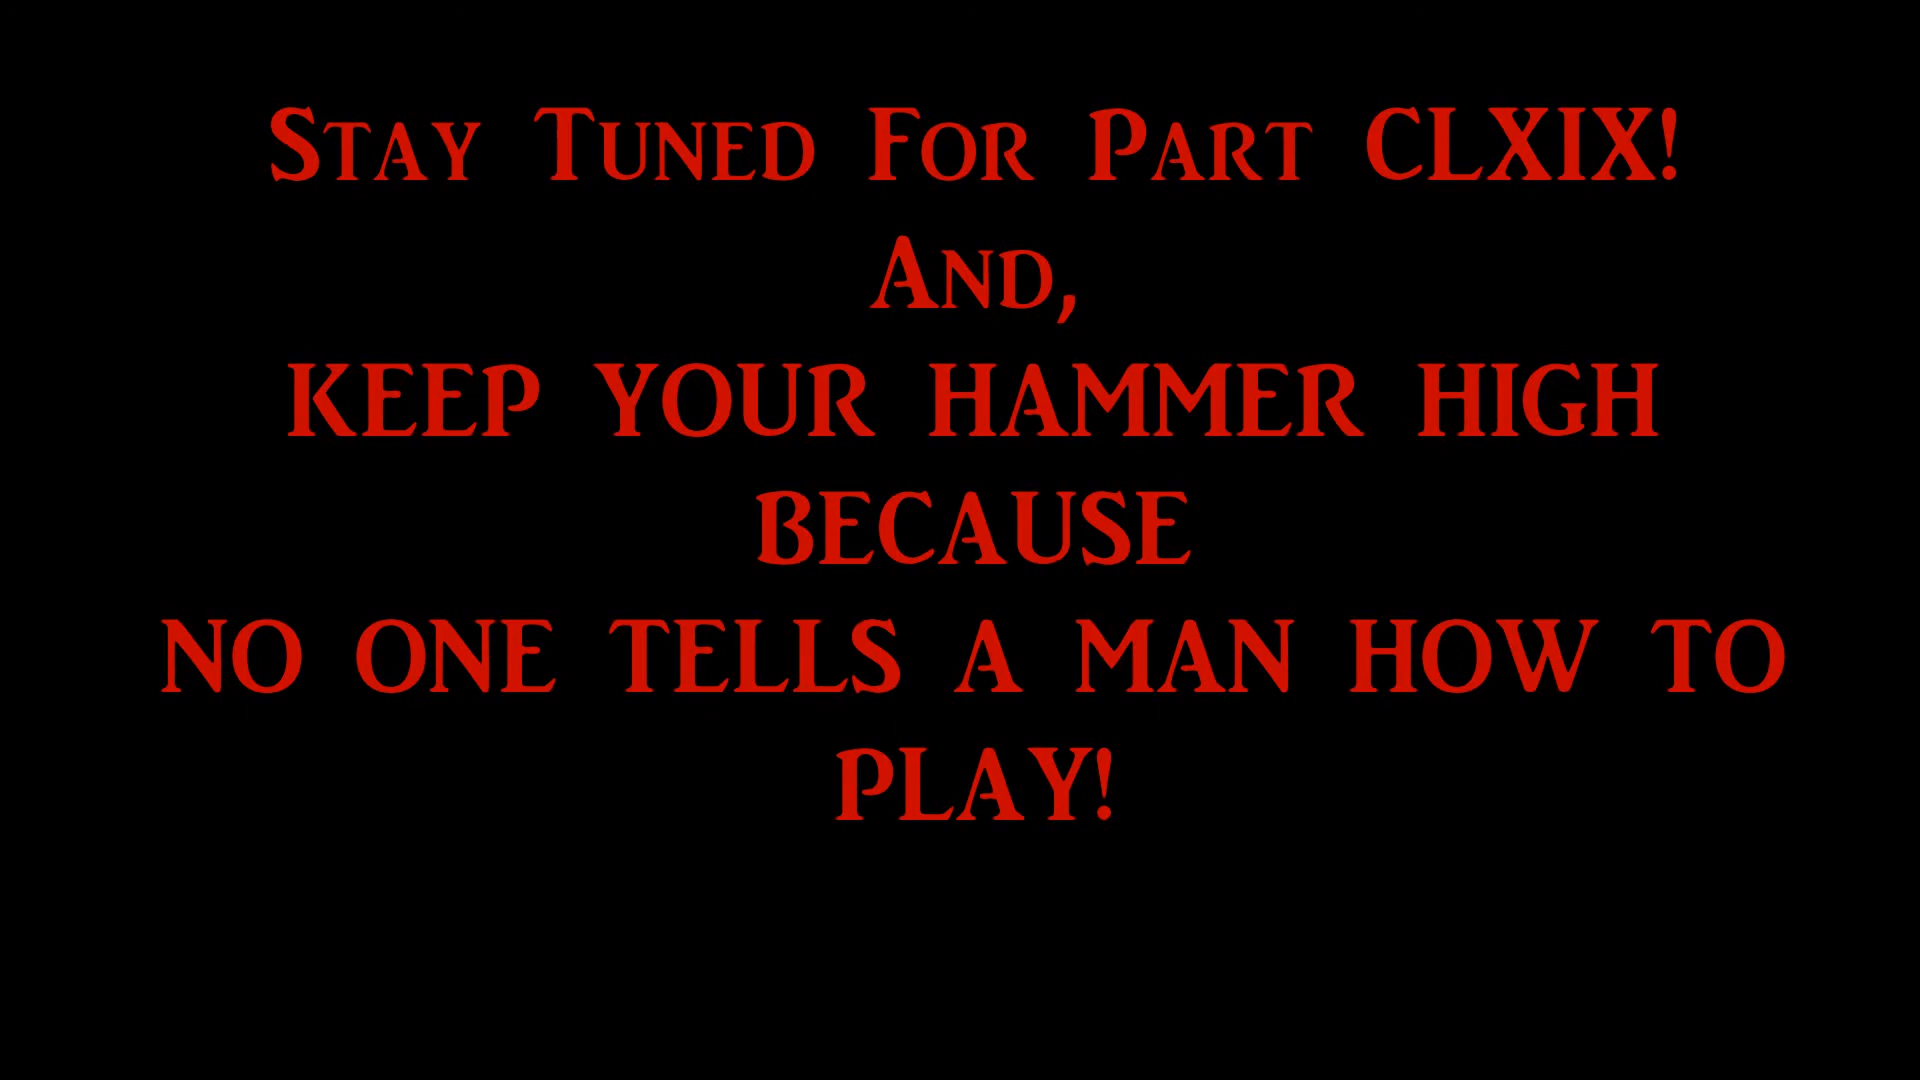 Stay Tuned For Part CLXIX!
And,
KEEP YOUR HAMMER HIGH
BECAUSE
NO ONE TELLS A MAN HOW TO
PLAY!